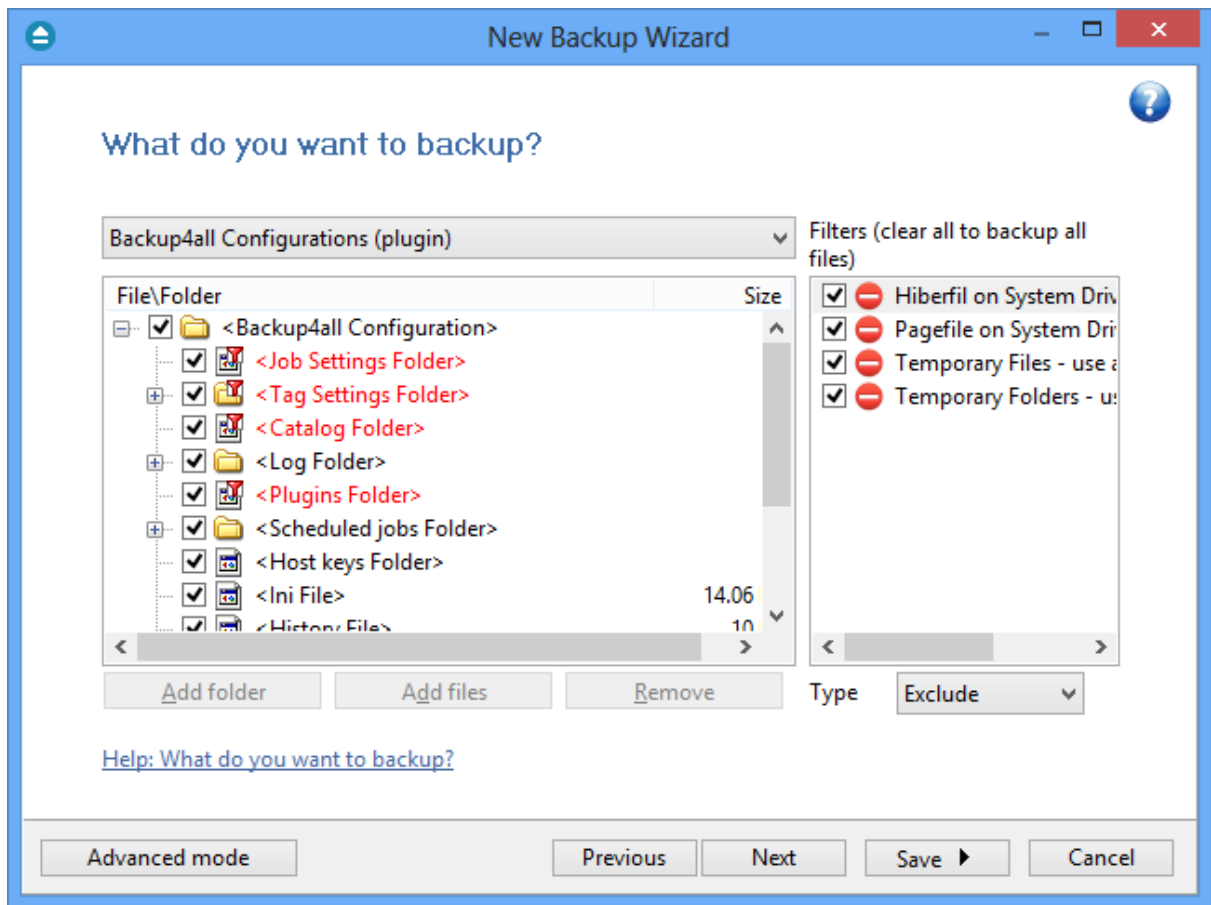 New Backup Wizard
What do you want to backup?
Backup4all Configurations (plugin)
Filters (clear all to backup all
files)
File\Folder Size
<Backup4all Configuration>
<Job Settings Folder>
<Tag Settings Folder>
<Catalog Folder>
<Log Folder>
<Plugins Folder>
<Scheduled jobs Folder>
<Host keys Folder>
<Ini File> 14.06
<History File> 10
Hiberfil on System Driv
Pagefile on System Dri
Temporary Files - use a
Temporary Folders - u
Add folder Add files Remove
Type Exclude
Help: What do you want to backup?
Advanced mode Previous Next Save Cancel